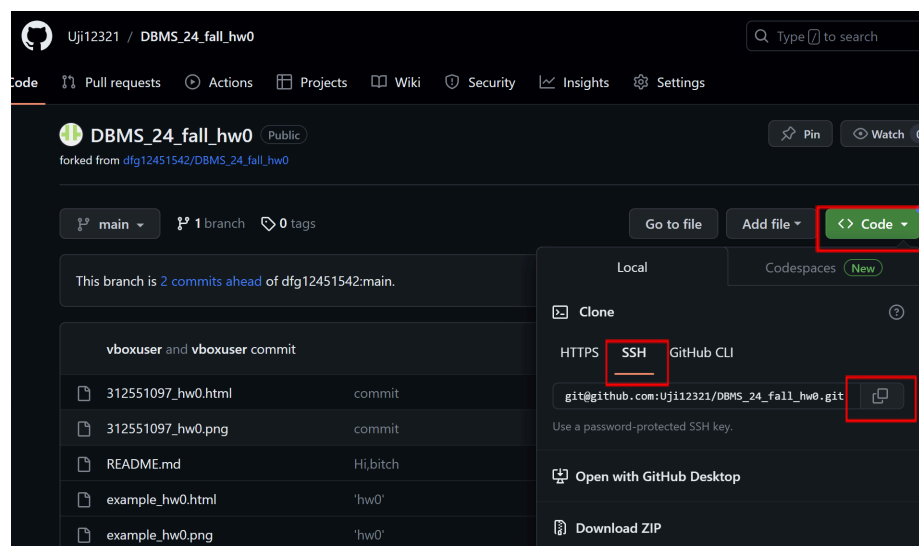 Uji12321 / DBMS_24_fall_hw0
Type / to search
Code Pull requests Actions Projects Wiki Security Insights Settings
DBMS_24_fall_hw0 Public
Pin Watch
forked from dfg12451542/DBMS_24_fall_hw0
main 1 branch 0 tags
Go to file Add file <> Code
This branch is 2 commits ahead of dfg12451542:main.
Local Codespaces New
Clone
HTTPS SSH GitHub CLI
git@github.com:Uji12321/DBMS_24_fall_hw0.git
Use a password-protected SSH key.
Open with GitHub Desktop
Download ZIP
vboxuser and vboxuser commit
312551097_hw0.html commit
312551097_hw0.png commit
README.md Hi,bitch
example_hw0.html 'hw0'
example_hw0.png 'hw0'